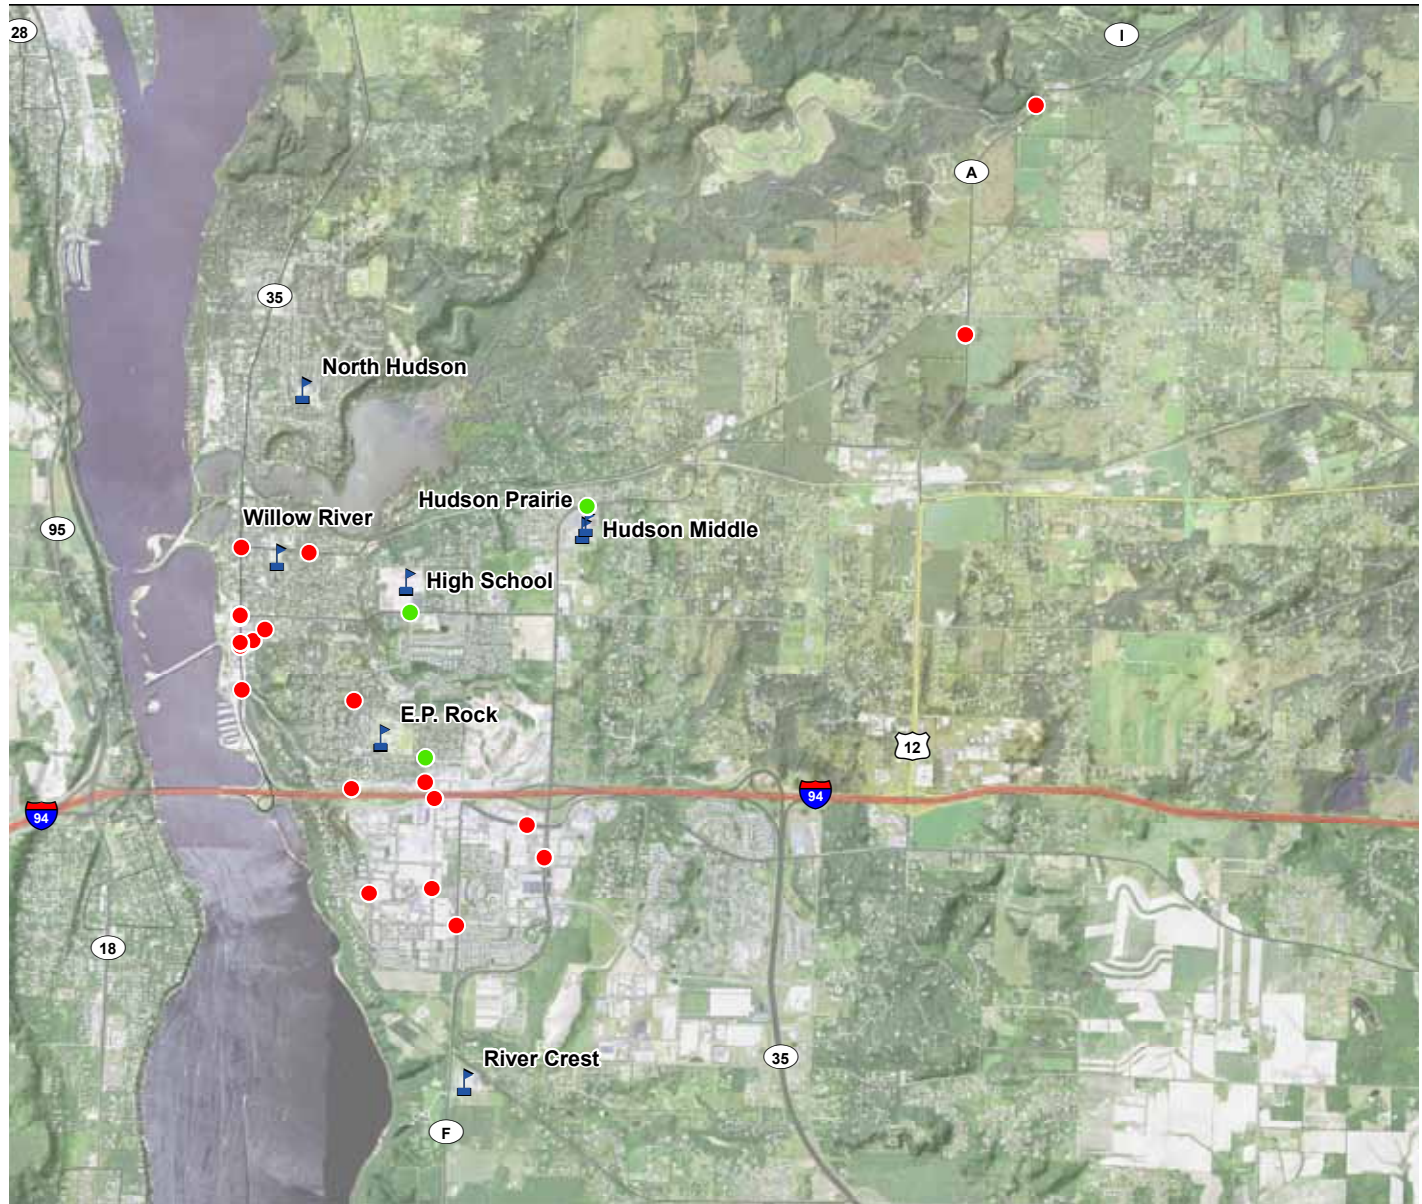 28
I
A
35
North Hudson
Hudson Prairie
Willow River
95
Hudson Middle
High School
E.P. Rock
12
94
94
18
River Crest
35
F